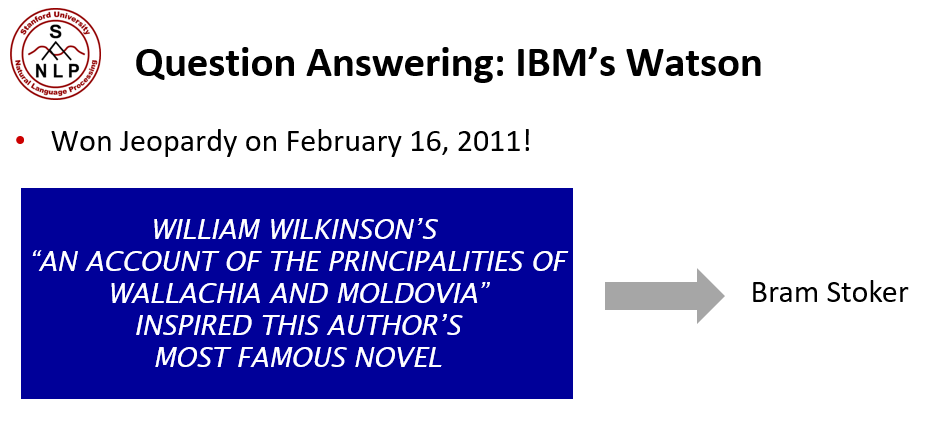 Stanford University
S
NLP
Natural Language Processing
Question Answering: IBM’s Watson
• Won Jeopardy on February 16, 2011!
WILLIAM WILKINSON’S
“AN ACCOUNT OF THE PRINCIPALITIES OF
WALLACHIA AND MOLDOVIA”
INSPIRED THIS AUTHOR’S
MOST FAMOUS NOVEL
Bram Stoker